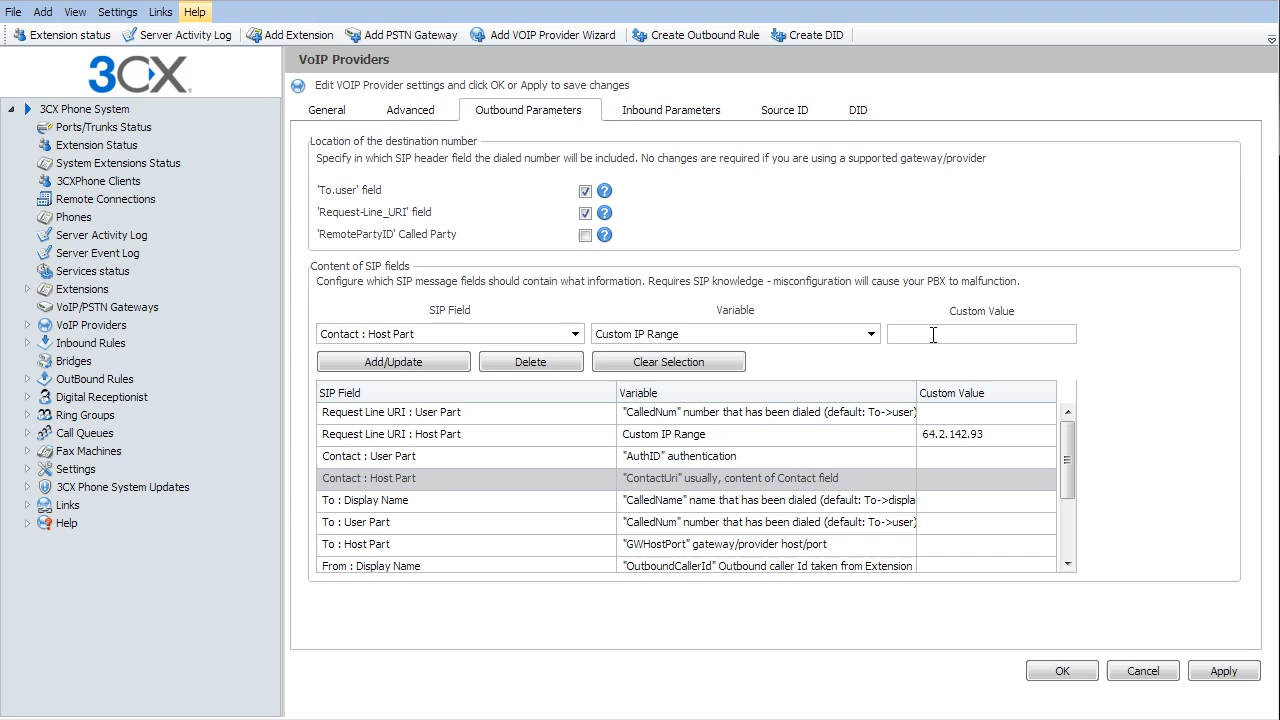 File Add View Settings Links Help
Extension status Server Activity Log Add Extension Add PSTN Gateway Add VOIP Provider Wizard Create Outbound Rule Create DID
3CX.
3CX Phone System
Ports/Trunks Status
Extension Status
System Extensions Status
3CXPhone Clients
Remote Connections
Phones
Server Activity Log
Server Event Log
Services status
Extensions
VoIP/PSTN Gateways
VoIP Providers
Inbound Rules
Bridges
OutBound Rules
Digital Receptionist
Ring Groups
Call Queues
Fax Machines
Settings
3CX Phone System Updates
Links
Help
VoIP Providers
Edit VOIP Provider settings and click OK or Apply to save changes
General Advanced Outbound Parameters Inbound Parameters Source ID DID
Location of the destination number
Specify in which SIP header field the dialed number will be included. No changes are required if you are using a supported gateway/provider
'To.user' field
'Request-Line_URI' field
'RemotePartyID' Called Party
Content of SIP fields
Configure which SIP message fields should contain what information. Requires SIP knowledge - misconfiguration will cause your PBX to malfunction.
SIP Field Variable Custom Value
Contact : Host Part Custom IP Range
Add/Update Delete Clear Selection
SIP Field Variable Custom Value
Request Line URI : User Part "CalledNum" number that has been dialed (default: To->user)
Request Line URI : Host Part Custom IP Range 64.2.142.93
Contact : User Part "AuthID" authentication
Contact : Host Part "ContactUri" usually, content of Contact field
To : Display Name "CalledName" name that has been dialed (default: To->displa
To : User Part "CalledNum" number that has been dialed (default: To->user)
To : Host Part "GWHostPort" gateway/provider host/port
From : Display Name "OutboundCallerId" Outbound caller Id taken from Extension
OK Cancel Apply